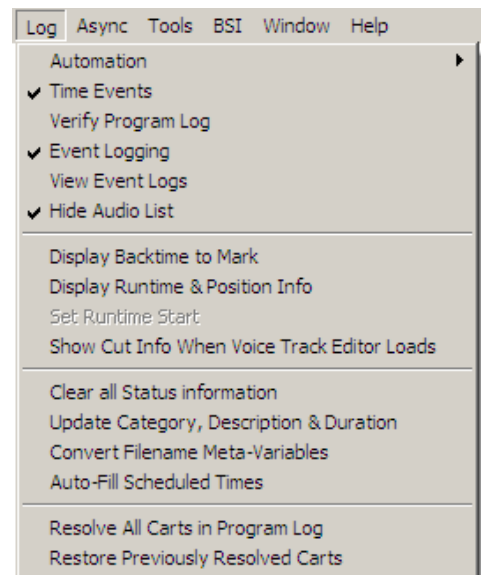 Log Async Tools BSI Window Help
Automation
Time Events
Verify Program Log
Event Logging
View Event Logs
Hide Audio List
Display Backtime to Mark
Display Runtime & Position Info
Set Runtime Start
Show Cut Info When Voice Track Editor Loads
Clear all Status information
Update Category, Description & Duration
Convert Filename Meta-Variables
Auto-Fill Scheduled Times
Resolve All Carts in Program Log
Restore Previously Resolved Carts